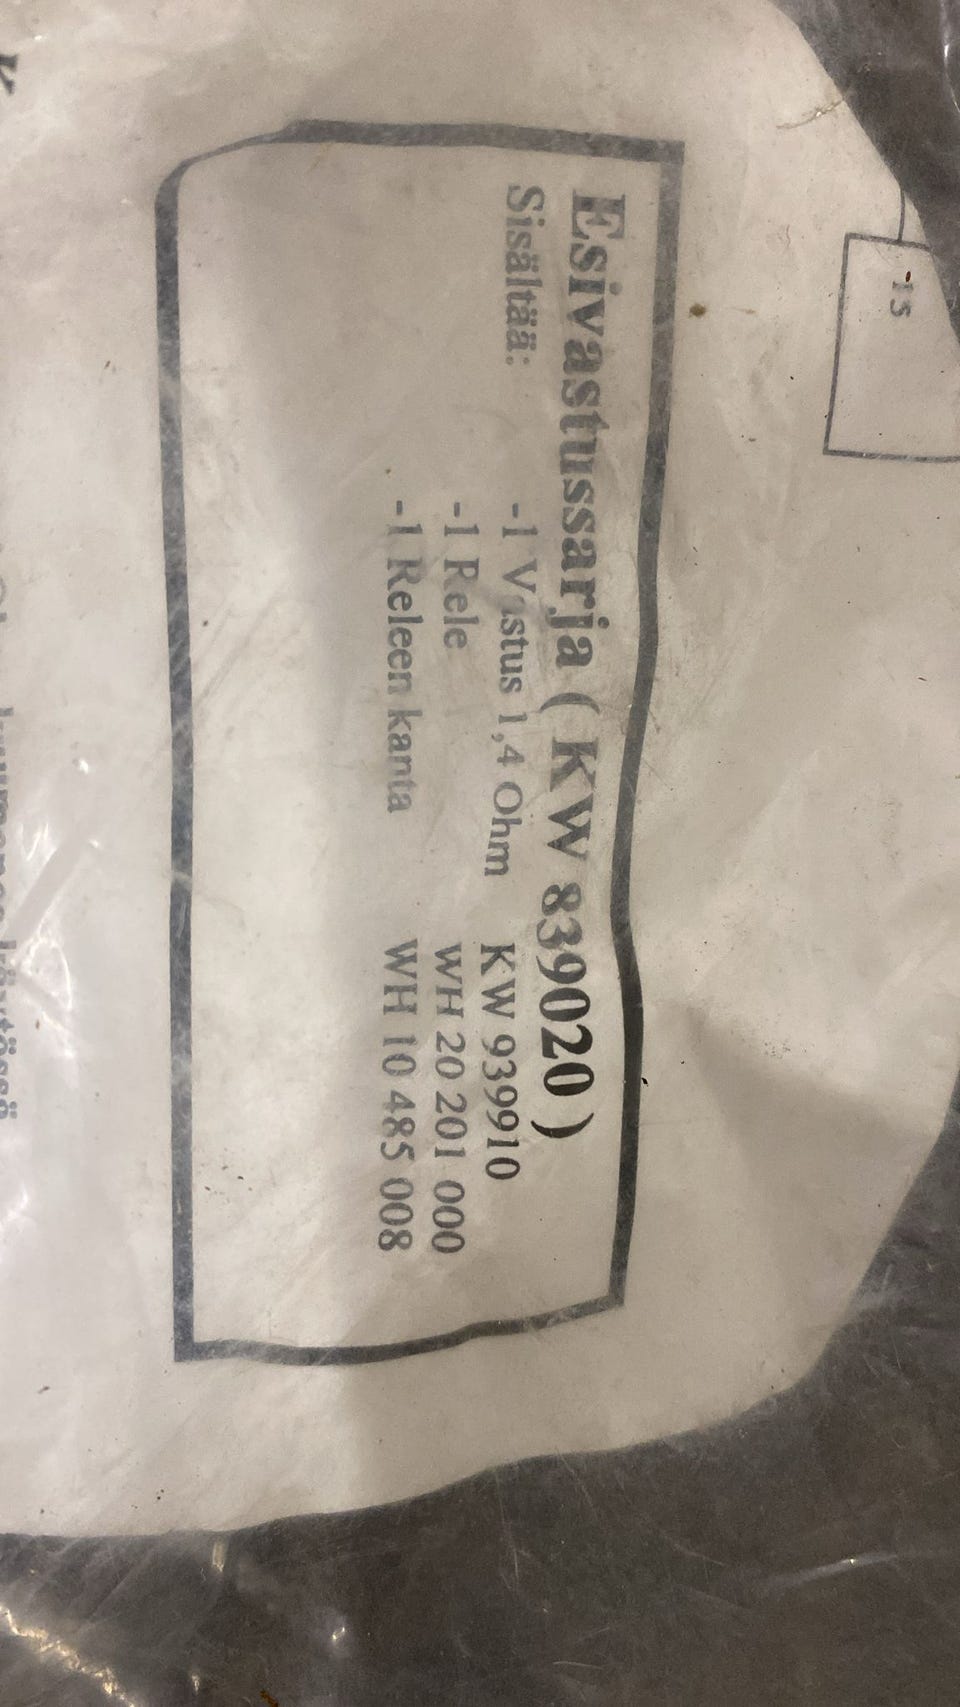 -15
Esivastussarja ( KW 839020 )
Sisältää: -1 Vastus 1,4 Ohm KW 939910
-1 Rele WH 20 201 000
-1 Releen kanta WH 10 485 008